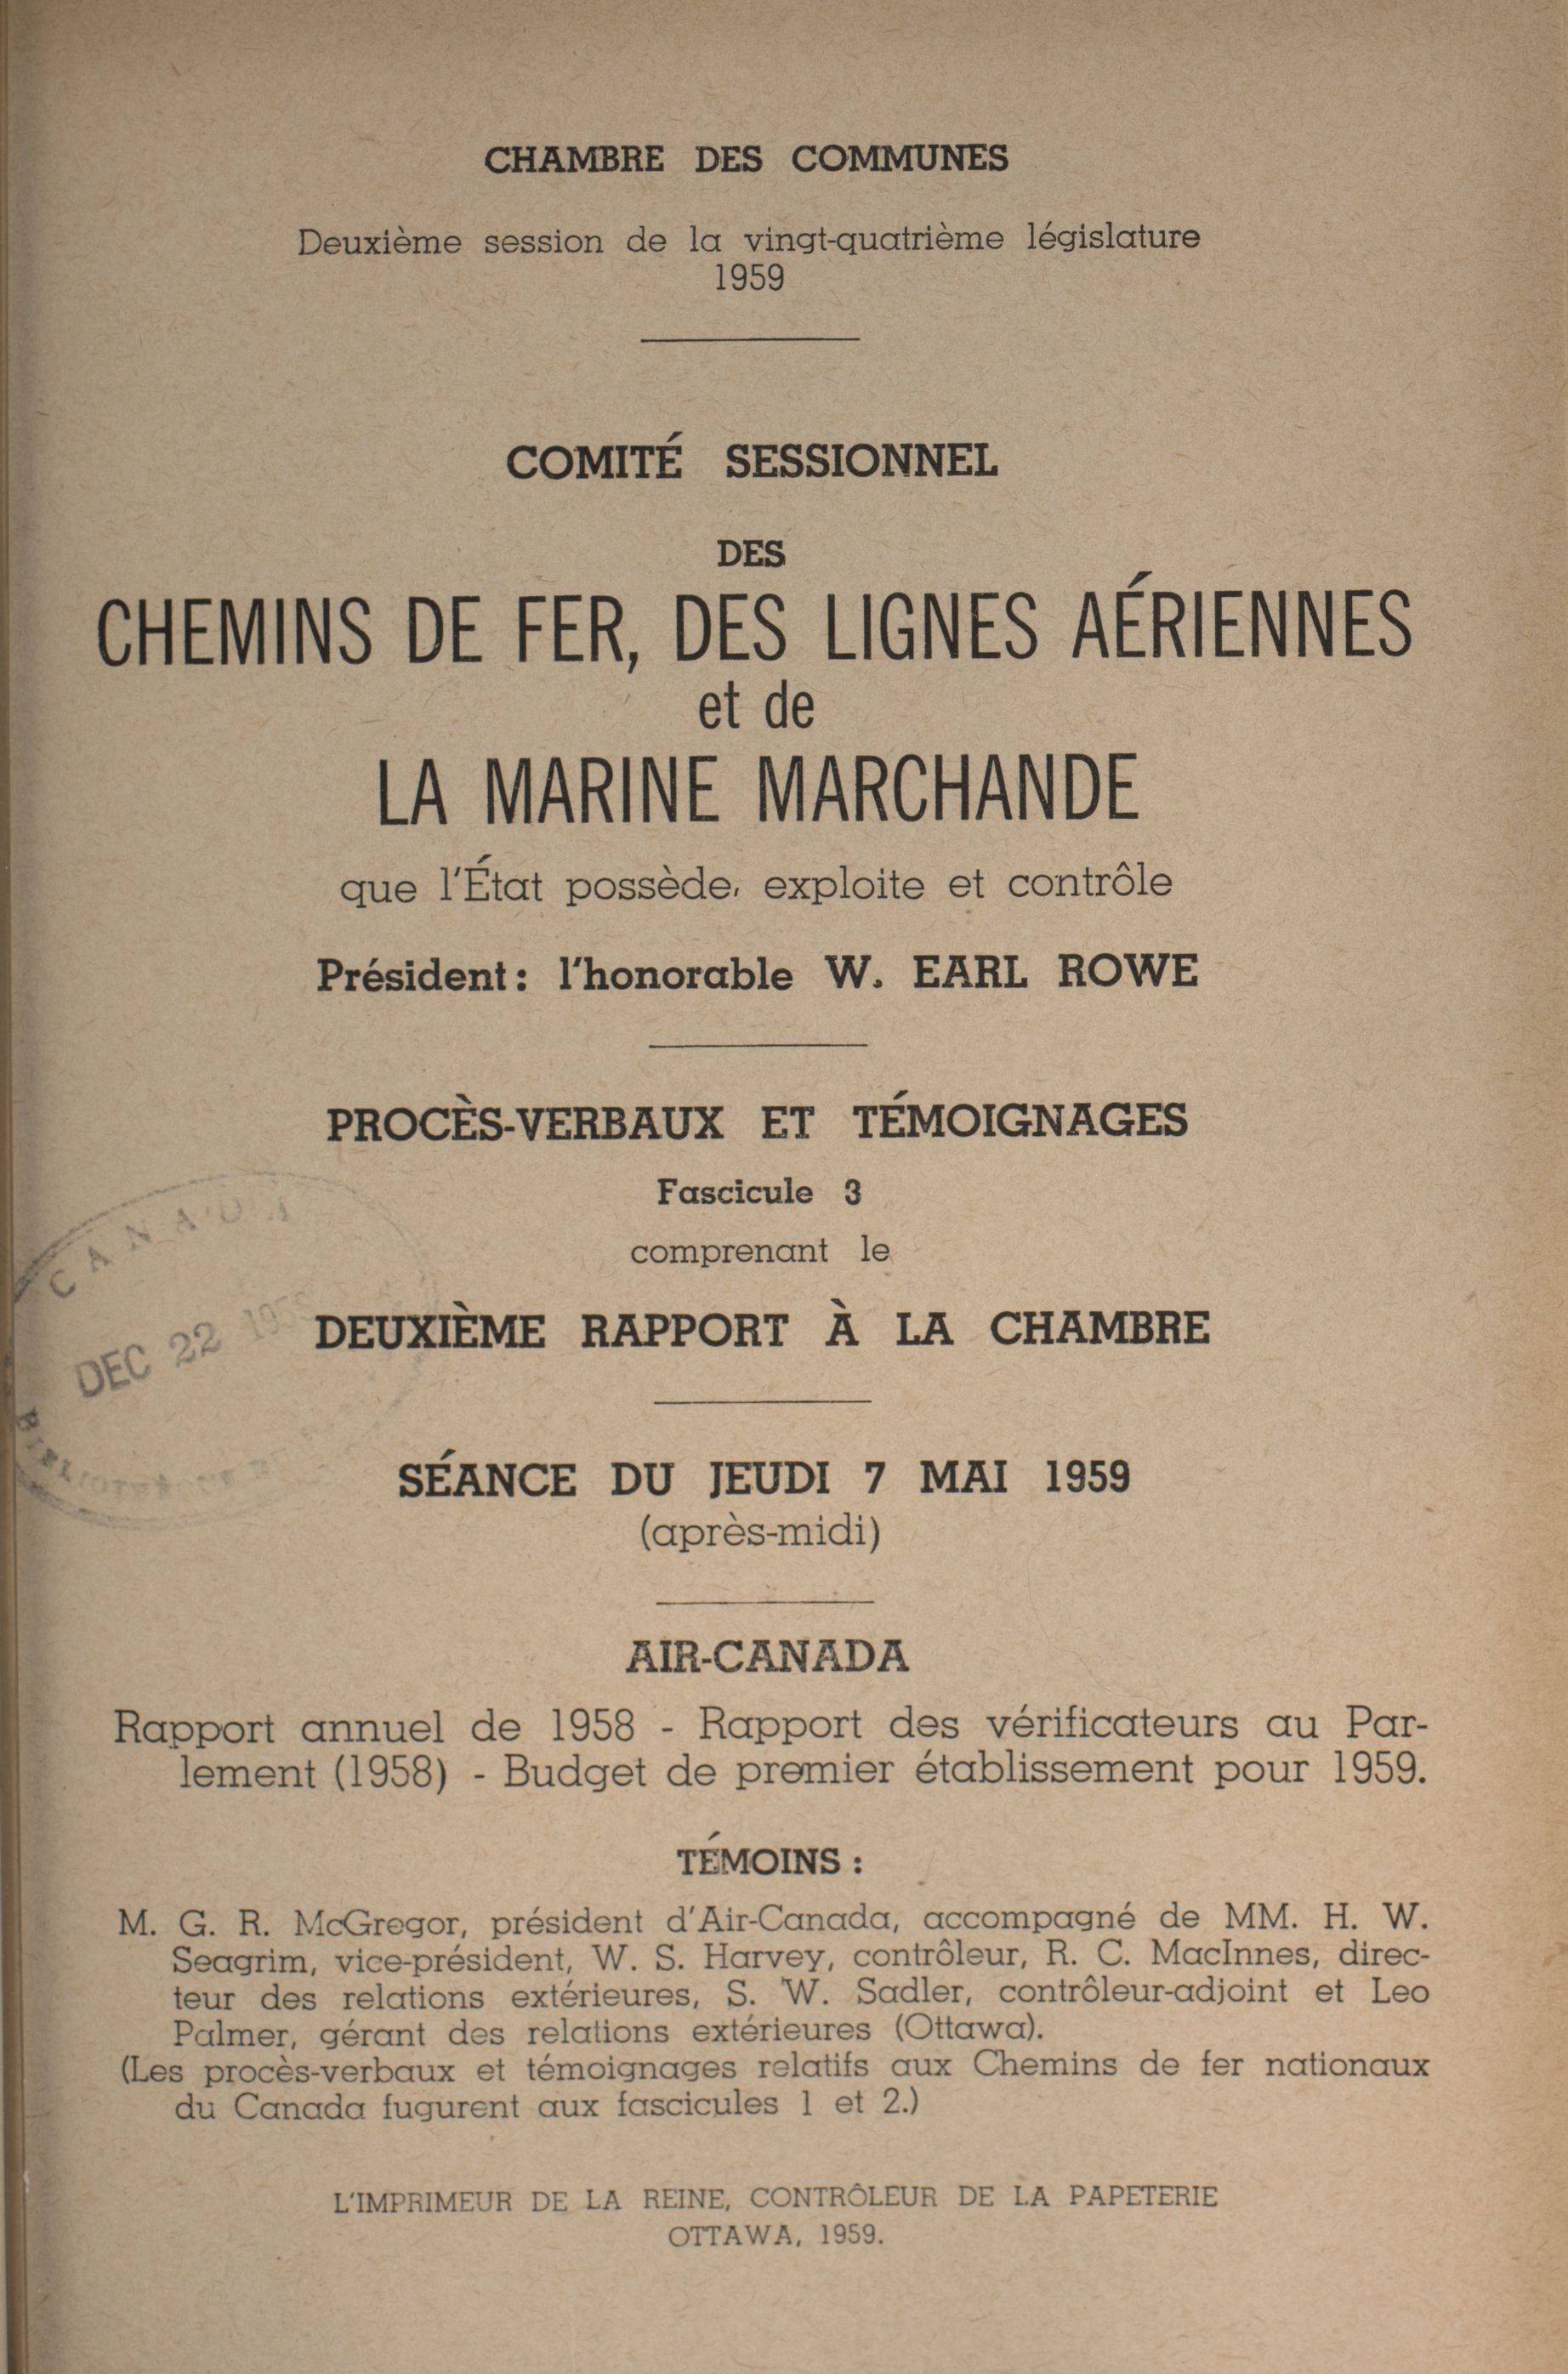 CHAMBRE DES COMMUNES
Deuxième session de la vingt-quatrième législature
1959
COMITÉ SESSIONNEL
DES
CHEMINS DE FER, DES LIGNES AÉRIENNES
et de
LA MARINE MARCHANDE
que l'État possède, exploite et contrôle
Président: l'honorable W. EARL ROWE
PROCÈS-VERBAUX ET TÉMOIGNAGES
Fascicule 3
comprenant le
CANADA
DEC 22
DEUXIÈME RAPPORT À LA CHAMBRE
SÉANCE DU JEUDI 7 MAI 1959
(après-midi)
AIR-CANADA
Rapport annuel de 1958 - Rapport des vérificateurs au Par-
lement (1958) - Budget de premier établissement pour 1959.
TÉMOINS :
M. G. R. McGregor, président d'Air-Canada, accompagné de MM. H. W.
Seagrim, vice-président, W. S. Harvey, contrôleur, R. C. MacInnes, direc-
teur des relations extérieures, S. W. Sadler, contrôleur-adjoint et Leo
Palmer, gérant des relations extérieures (Ottawa).
(Les procès-verbaux et témoignages relatifs aux Chemins de fer nationaux
du Canada fugurent aux fascicules 1 et 2.)
L'IMPRIMEUR DE LA REINE, CONTRÔLEUR DE LA PAPETERIE
OTTAWA, 1959.